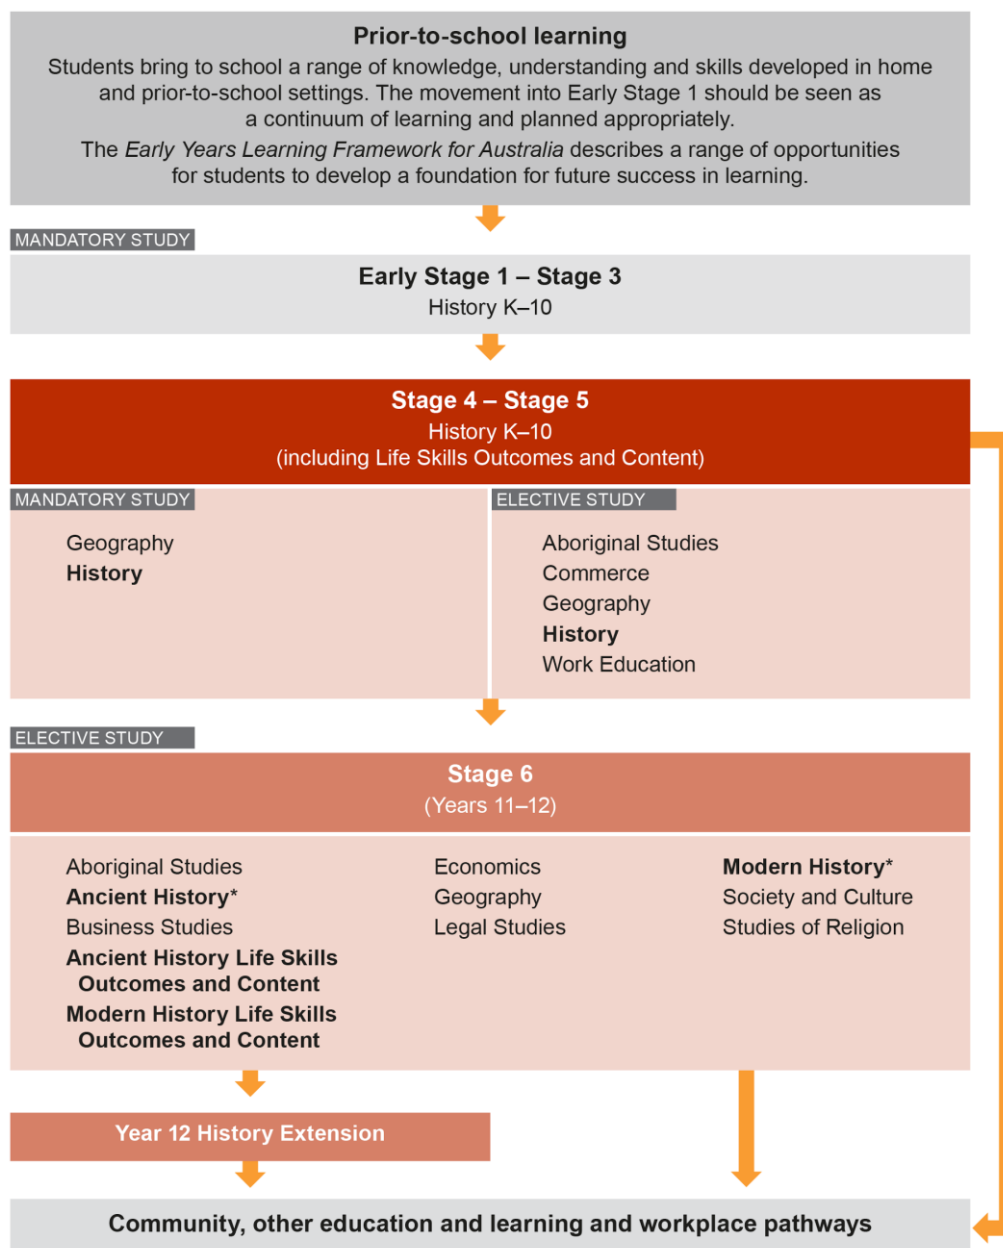 Prior-to-school learning
Students bring to school a range of knowledge, understanding and skills developed in home
and prior-to-school settings. The movement into Early Stage 1 should be seen as
a continuum of learning and planned appropriately.
The Early Years Learning Framework for Australia describes a range of opportunities
for students to develop a foundation for future success in learning.
MANDATORY STUDY
Early Stage 1 – Stage 3
History K–10
Stage 4 – Stage 5
History K–10
(including Life Skills Outcomes and Content)
MANDATORY STUDY
Geography
History
ELECTIVE STUDY
Aboriginal Studies
Commerce
Geography
History
Work Education
ELECTIVE STUDY
Stage 6
(Years 11–12)
Aboriginal Studies
Ancient History*
Business Studies
Ancient History Life Skills
Outcomes and Content
Modern History Life Skills
Outcomes and Content
Economics
Geography
Legal Studies
Modern History*
Society and Culture
Studies of Religion
Year 12 History Extension
Community, other education and learning and workplace pathways